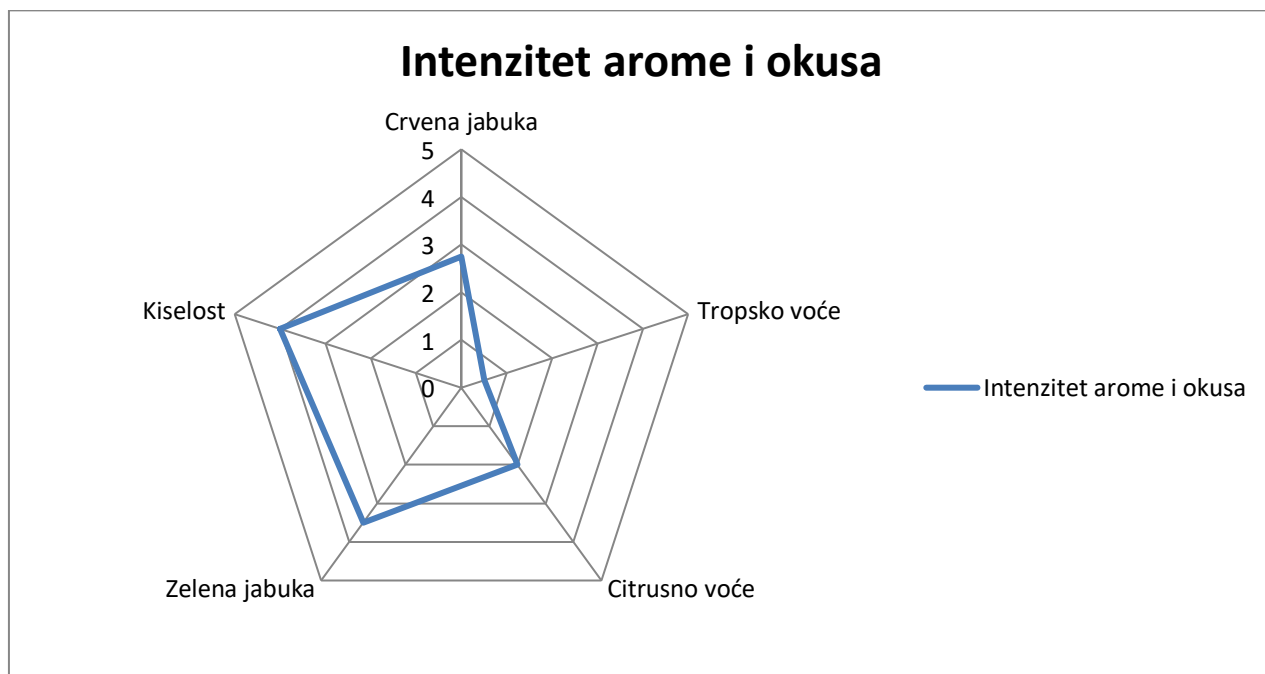 Intenzitet arome i okusa
Crvena jabuka
5
4
3
2
1
0
Tropsko voće
Kiselost
Intenzitet arome i okusa
Zelena jabuka
Citrusno voće